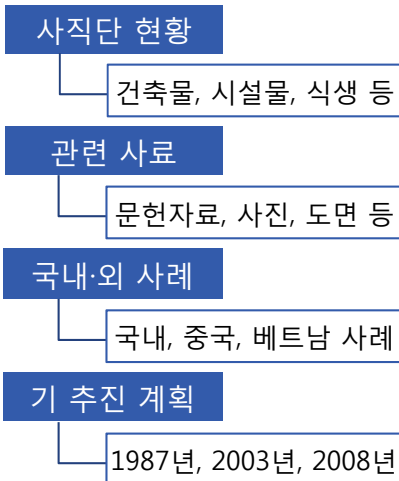 사직단 현황
건축물, 시설물, 식생 등
관련 사료
문헌자료, 사진, 도면 등
국내·외 사례
국내, 중국, 베트남 사례
기 추진 계획
1987년, 2003년, 2008년